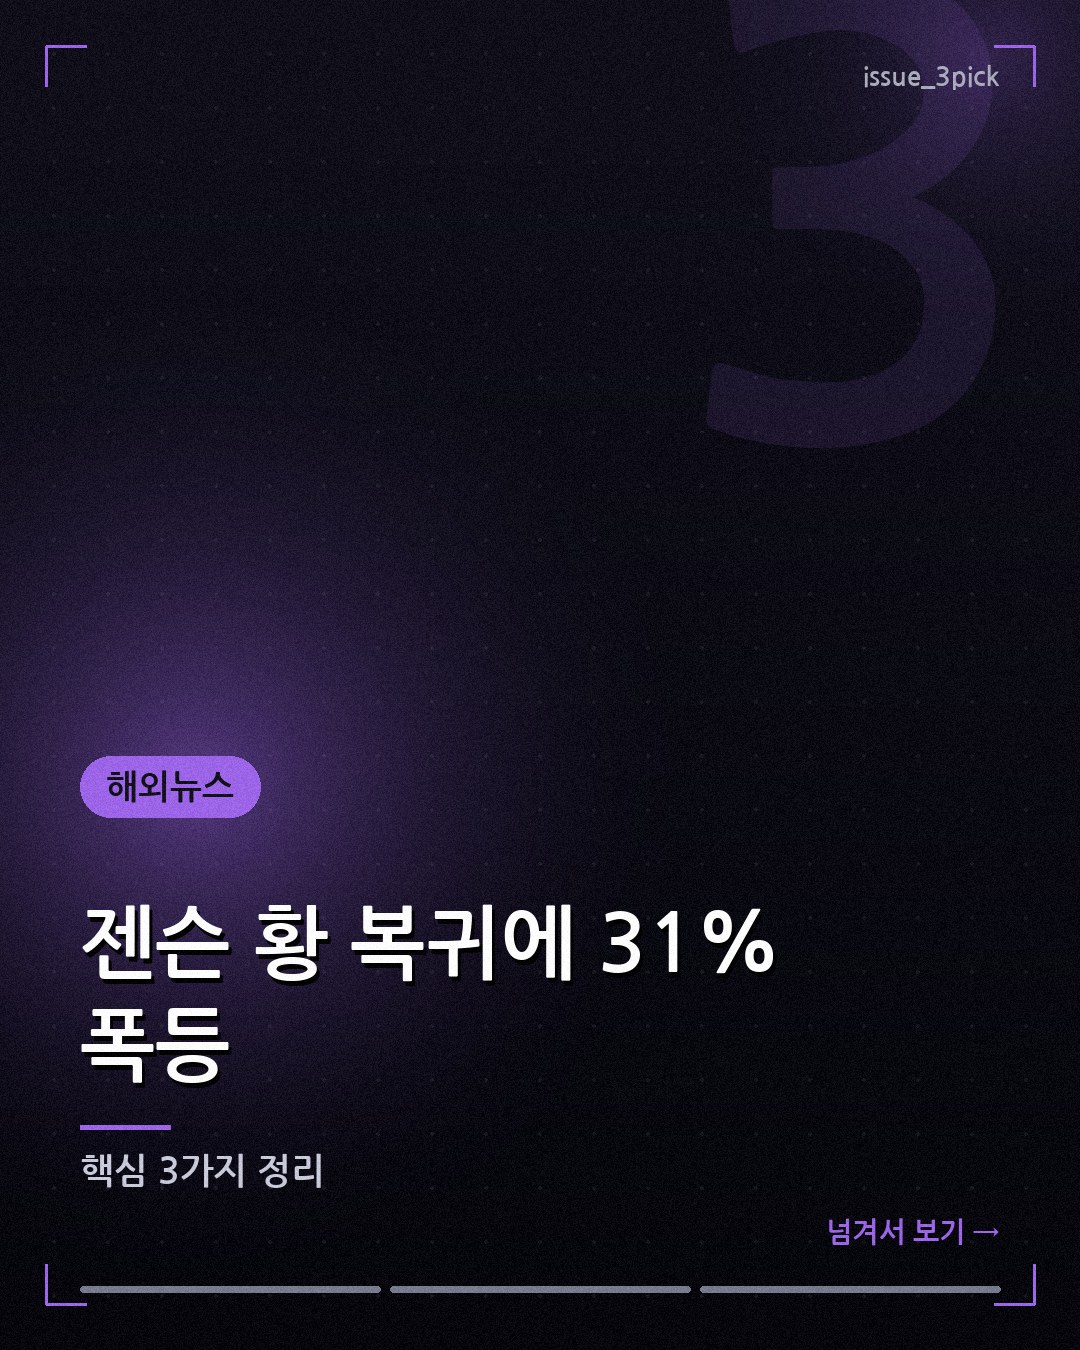 3
issue_3pick
해외뉴스
젠슨 황 복귀에 31%
폭등
핵심 3가지 정리
넘겨서 보기 →